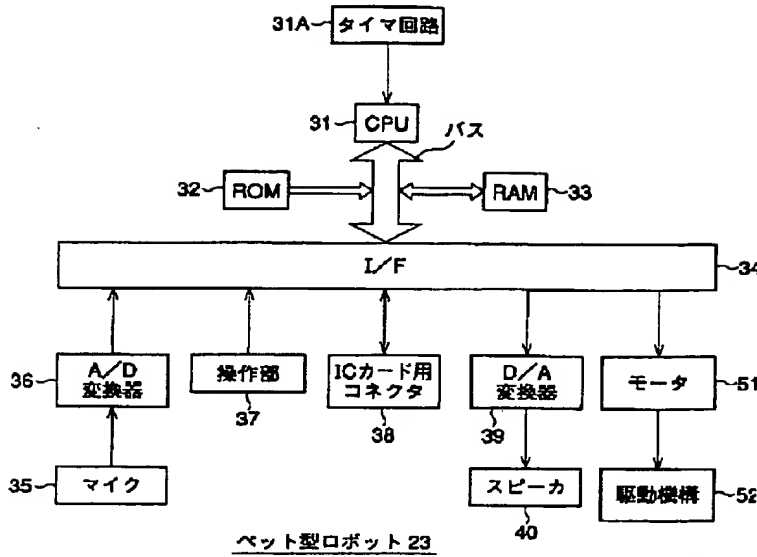 31A タイマ回路
31 CPU
バス
32 ROM
RAM 33
I/F 34
36 A/D
変換器
操作部
37
ICカード用
コネクタ
38
D/A
変換器
39
モータ 51
35 マイク
スピーカ
40
駆動機構 52
ペット型ロボット 23